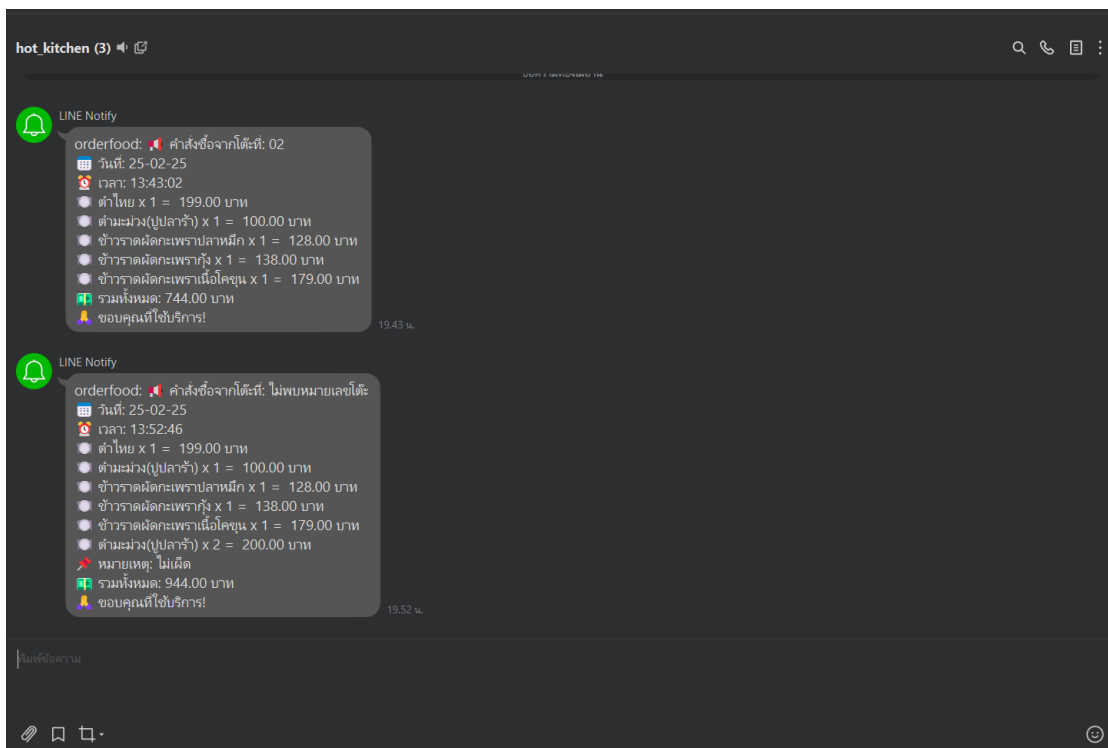 hot_kitchen (3)
LINE Notify
orderfood: 📢 คำสั่งซื้อจากโต๊ะที่: 02
📅 วันที่: 25-02-25
⏰ เวลา: 13:43:02
🍽️ ตำไทย x 1 = 199.00 บาท
🍽️ ตำมะม่วง(ปูปลาร้า) x 1 = 100.00 บาท
🍽️ ข้าวราดผัดกะเพราปลาหมึก x 1 = 128.00 บาท
🍽️ ข้าวราดผัดกะเพรากุ้ง x 1 = 138.00 บาท
🍽️ ข้าวราดผัดกะเพราเนื้อโคขุน x 1 = 179.00 บาท
💵 รวมทั้งหมด: 744.00 บาท
🙏 ขอบคุณที่ใช้บริการ!
19.43 น.
LINE Notify
orderfood: 📢 คำสั่งซื้อจากโต๊ะที่: ไม่พบหมายเลขโต๊ะ
📅 วันที่: 25-02-25
⏰ เวลา: 13:52:46
🍽️ ตำไทย x 1 = 199.00 บาท
🍽️ ตำมะม่วง(ปูปลาร้า) x 1 = 100.00 บาท
🍽️ ข้าวราดผัดกะเพราปลาหมึก x 1 = 128.00 บาท
🍽️ ข้าวราดผัดกะเพรากุ้ง x 1 = 138.00 บาท
🍽️ ข้าวราดผัดกะเพราเนื้อโคขุน x 1 = 179.00 บาท
🍽️ ตำมะม่วง(ปูปลาร้า) x 2 = 200.00 บาท
📌 หมายเหตุ: ไม่เผ็ด
💵 รวมทั้งหมด: 944.00 บาท
🙏 ขอบคุณที่ใช้บริการ!
19.52 น.
พิมพ์ข้อความ